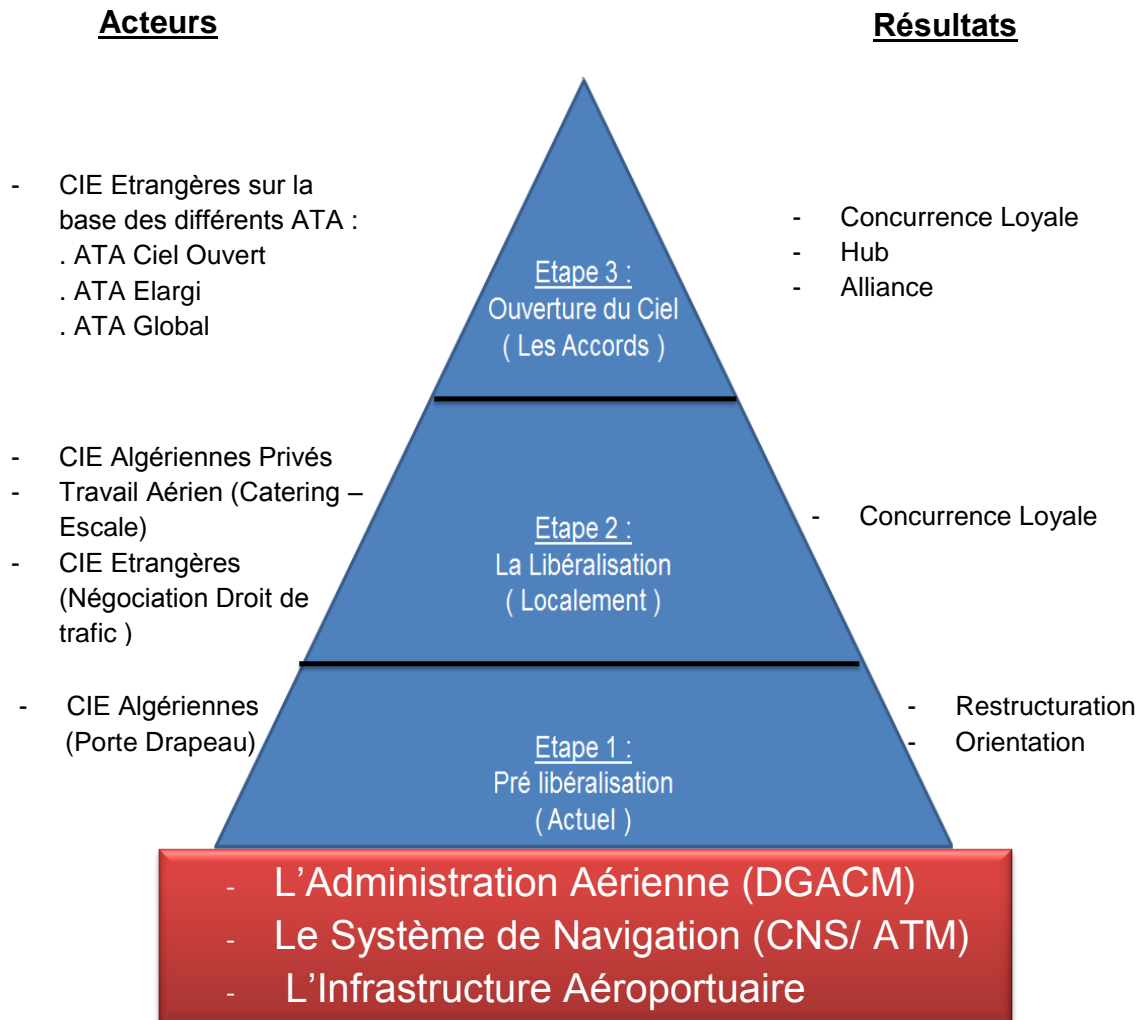 Acteurs
Résultats
- CIE Etrangères sur la
base des différents ATA :
. ATA Ciel Ouvert
. ATA Elargi
. ATA Global
- Concurrence Loyale
- Hub
- Alliance
Etape 3 :
Ouverture du Ciel
( Les Accords )
- CIE Algériennes Privés
- Travail Aérien (Catering –
Escale)
- CIE Etrangères
(Négociation Droit de
trafic )
Etape 2 :
La Libéralisation
( Localement )
- Concurrence Loyale
- CIE Algériennes
(Porte Drapeau)
Etape 1 :
Pré libéralisation
( Actuel )
- Restructuration
- Orientation
- L’Administration Aérienne (DGACM)
- Le Système de Navigation (CNS/ ATM)
- L’Infrastructure Aéroportuaire